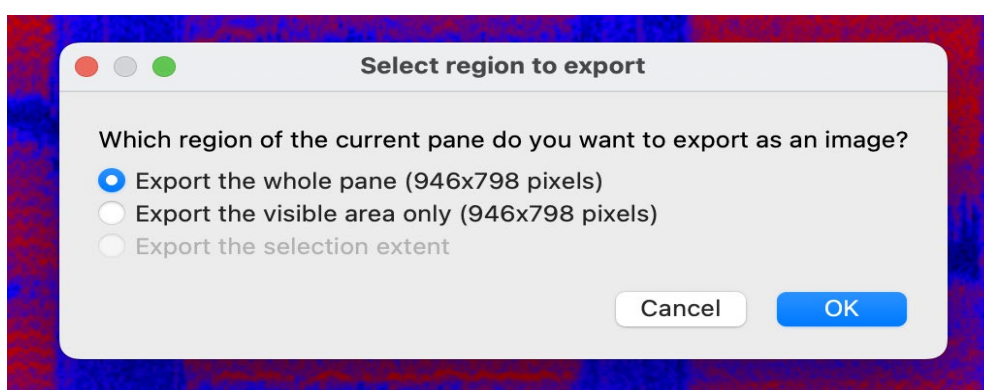 Select region to export
Which region of the current pane do you want to export as an image?
Export the whole pane (946x798 pixels)
Export the visible area only (946x798 pixels)
Export the selection extent
Cancel OK